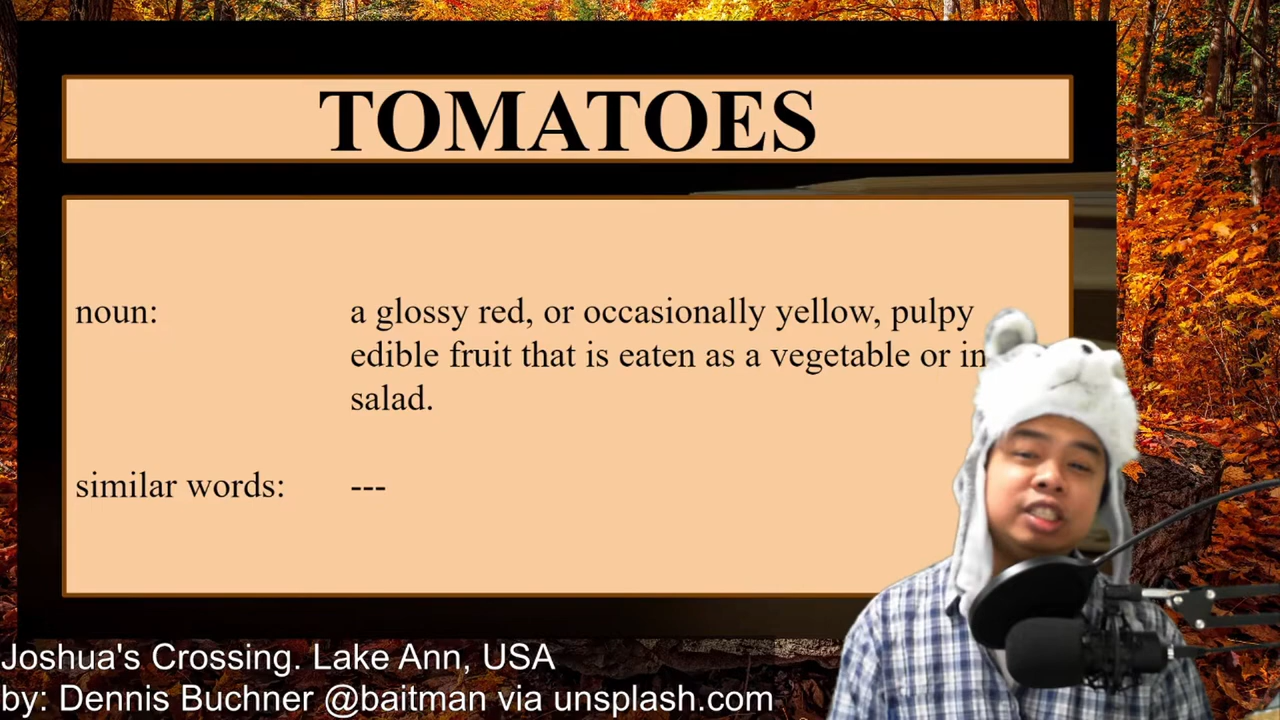 TOMATOES
noun: a glossy red, or occasionally yellow, pulpy
edible fruit that is eaten as a vegetable or in
salad.
similar words: ---
Joshua's Crossing. Lake Ann, USA
by: Dennis Buchner @baitman via unsplash.com